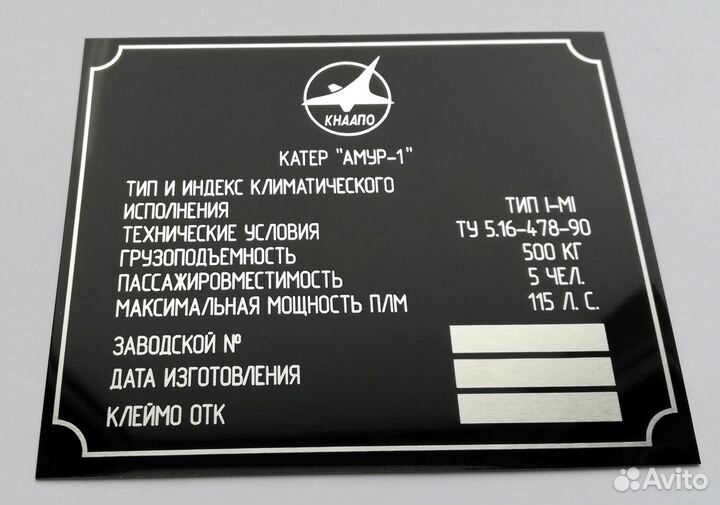 КНААПО
КАТЕР "АМУР-1"
ТИП И ИНДЕКС КЛИМАТИЧЕСКОГО
ИСПОЛНЕНИЯ ТИП I-MI
ТЕХНИЧЕСКИЕ УСЛОВИЯ ТУ 5.16-478-90
ГРУЗОПОДЪЕМНОСТЬ 500 КГ
ПАССАЖИРОВМЕСТИМОСТЬ 5 ЧЕЛ.
МАКСИМАЛЬНАЯ МОЩНОСТЬ ПЛМ 115 Л. С.
ЗАВОДСКОЙ №
ДАТА ИЗГОТОВЛЕНИЯ
КЛЕЙМО ОТК
Avito